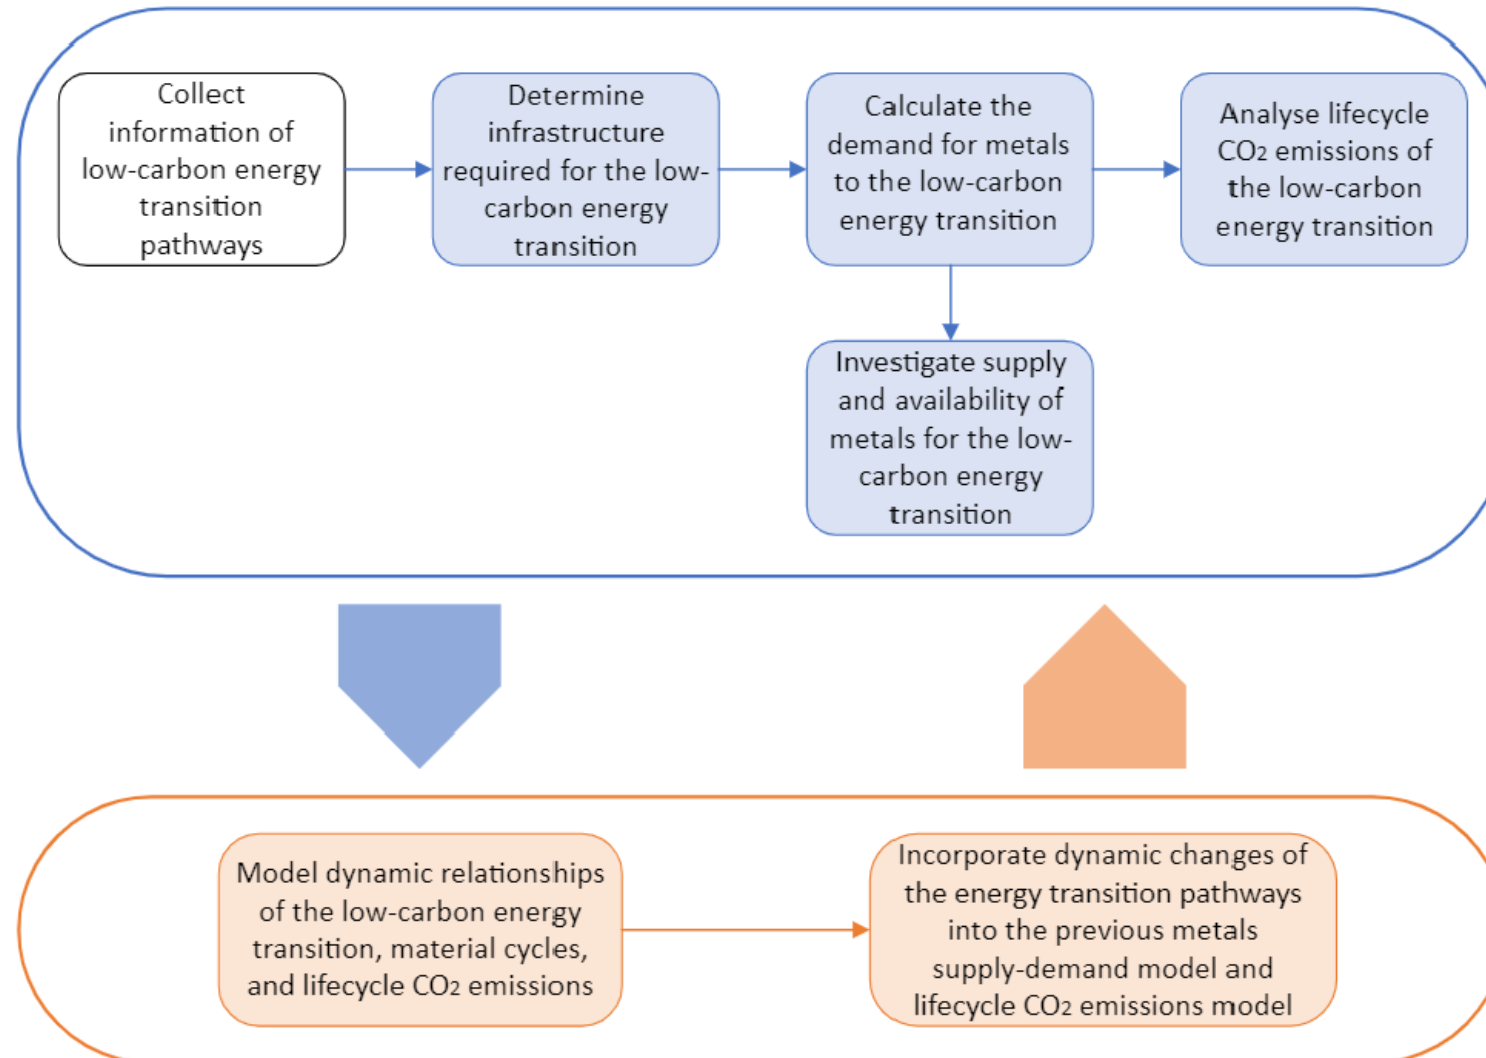 Collect
information of
low-carbon energy
transition
pathways
Determine
infrastructure
required for the low-
carbon energy
transition
Calculate the
demand for metals
to the low-carbon
energy transition
Analyse lifecycle
CO2 emissions of
the low-carbon
energy transition
Investigate supply
and availability of
metals for the low-
carbon energy
transition
Model dynamic relationships
of the low-carbon energy
transition, material cycles,
and lifecycle CO2 emissions
Incorporate dynamic changes of
the energy transition pathways
into the previous metals
supply-demand model and
lifecycle CO2 emissions model